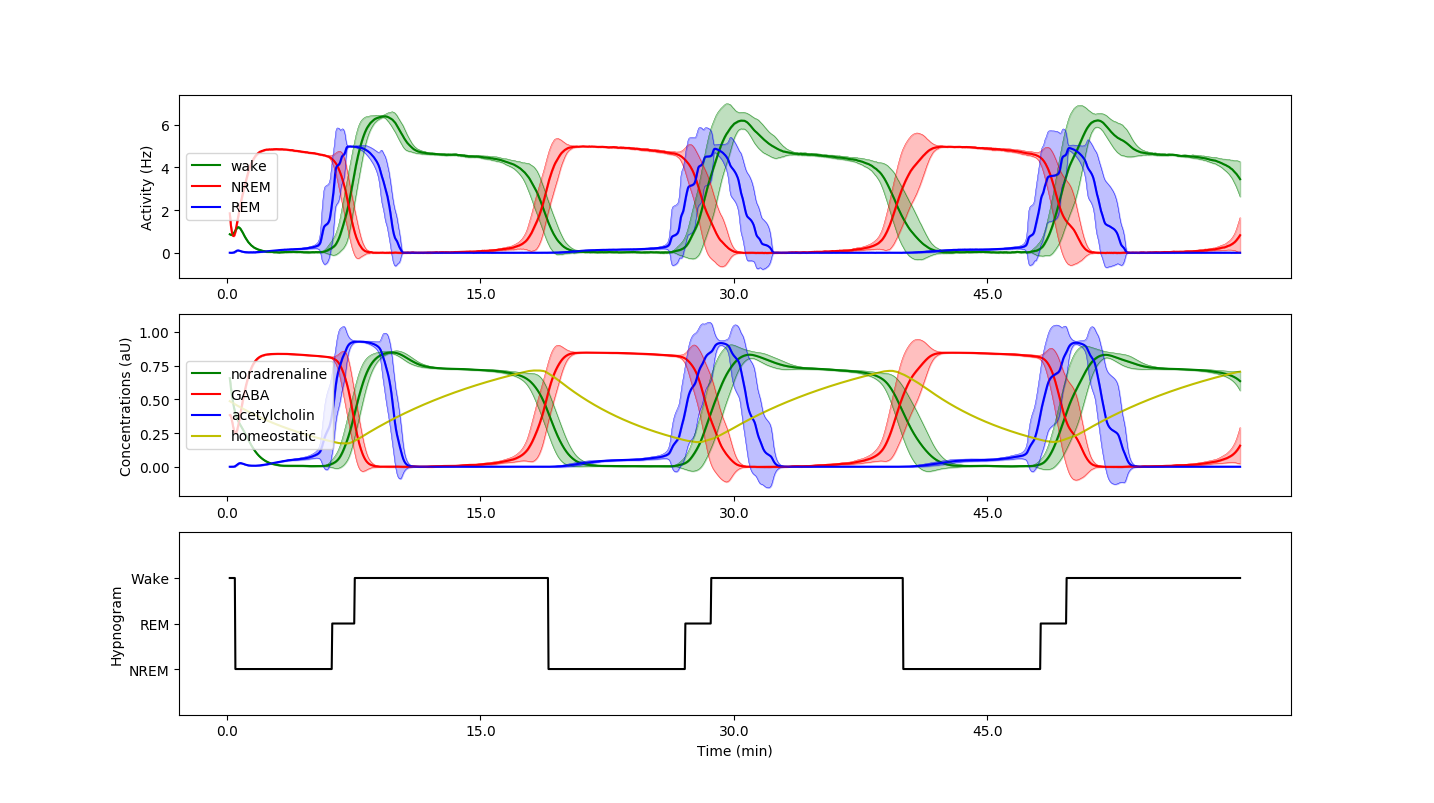 Activity (Hz)
6
4
2
0
wake
NREM
REM
0.0 15.0 30.0 45.0
Concentrations (aU)
1.00
0.75
0.50
0.25
0.00
noradrenaline
GABA
acetylcholin
homeostatic
0.0 15.0 30.0 45.0
Hypnogram
Wake
REM
NREM
0.0 15.0 30.0 45.0
Time (min)